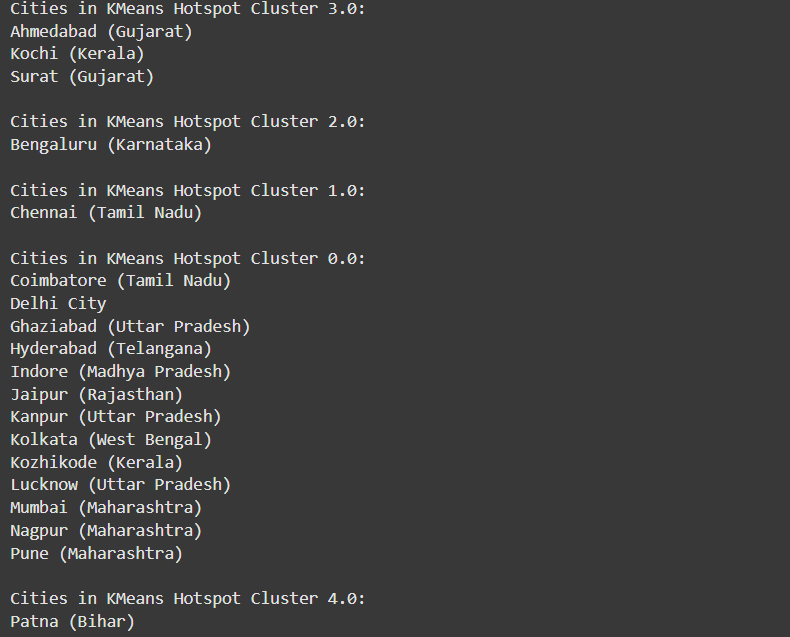 Cities in KMeans Hotspot Cluster 3.0:
Ahmedabad (Gujarat)
Kochi (Kerala)
Surat (Gujarat)
Cities in KMeans Hotspot Cluster 2.0:
Bengaluru (Karnataka)
Cities in KMeans Hotspot Cluster 1.0:
Chennai (Tamil Nadu)
Cities in KMeans Hotspot Cluster 0.0:
Coimbatore (Tamil Nadu)
Delhi City
Ghaziabad (Uttar Pradesh)
Hyderabad (Telangana)
Indore (Madhya Pradesh)
Jaipur (Rajasthan)
Kanpur (Uttar Pradesh)
Kolkata (West Bengal)
Kozhikode (Kerala)
Lucknow (Uttar Pradesh)
Mumbai (Maharashtra)
Nagpur (Maharashtra)
Pune (Maharashtra)
Cities in KMeans Hotspot Cluster 4.0:
Patna (Bihar)